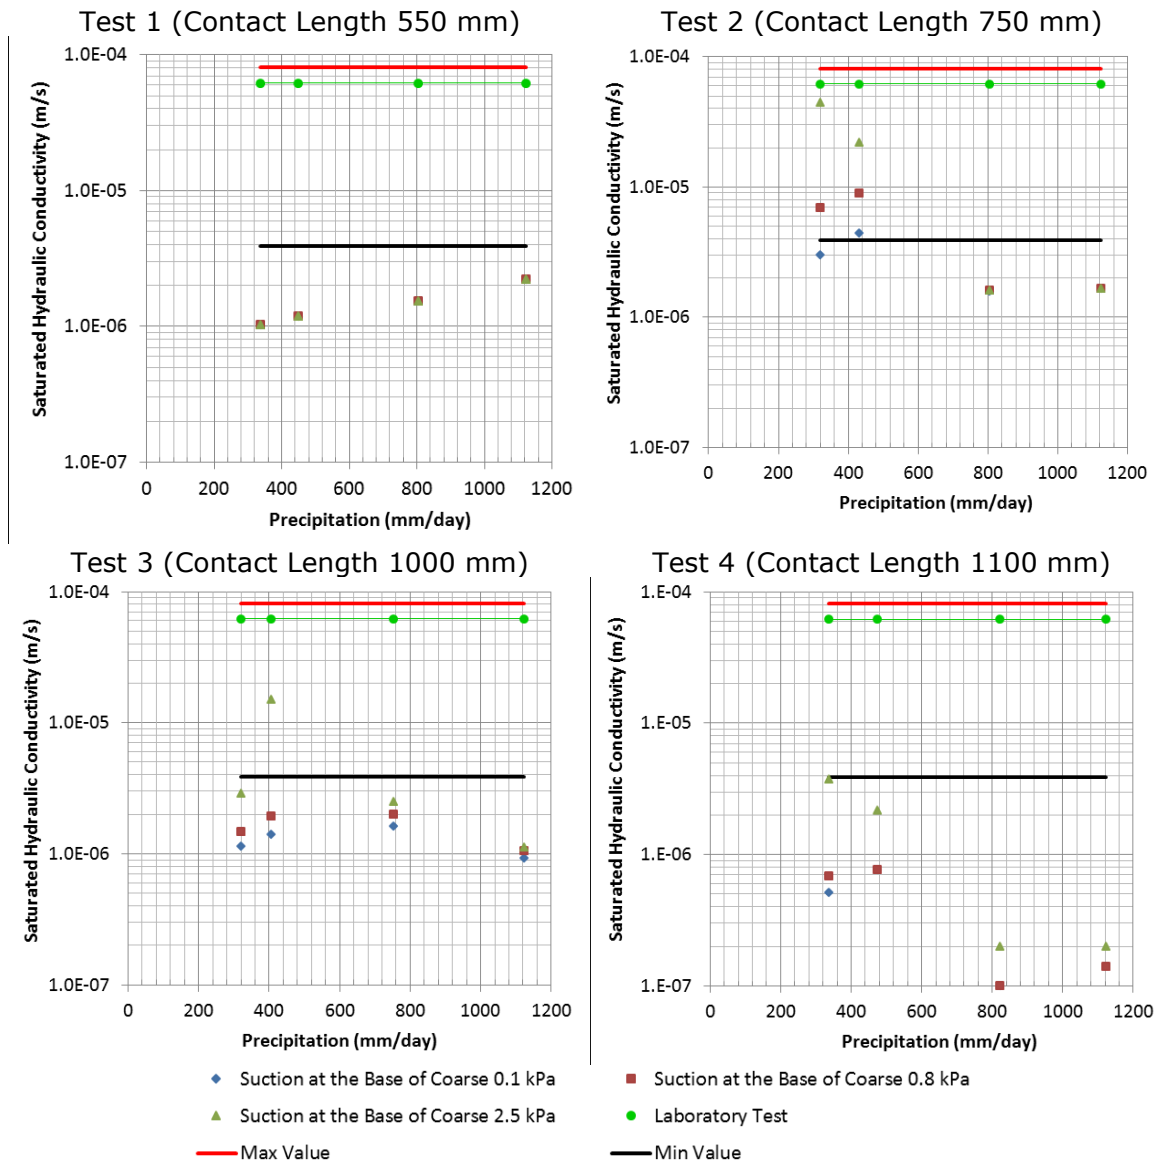 Test 1 (Contact Length 550 mm)
1.0E-04
1.0E-05
1.0E-06
1.0E-07
Saturated Hydraulic Conductivity (m/s)
0 200 400 600 800 1000 1200
Precipitation (mm/day)
Test 2 (Contact Length 750 mm)
1.0E-04
1.0E-05
1.0E-06
1.0E-07
Saturated Hydraulic Conductivity (m/s)
0 200 400 600 800 1000 1200
Precipitation (mm/day)
Test 3 (Contact Length 1000 mm)
1.0E-04
1.0E-05
1.0E-06
1.0E-07
Saturated Hydraulic Conductivity (m/s)
0 200 400 600 800 1000 1200
Precipitation (mm/day)
Test 4 (Contact Length 1100 mm)
1.E-04
1.E-05
1.E-06
1.E-07
Saturated Hydraulic Conductivity (m/s)
0 200 400 600 800 1000 1200
Precipitation (mm/day)
Suction at the Base of Coarse 0.1 kPa
Suction at the Base of Coarse 0.8 kPa
Suction at the Base of Coarse 2.5 kPa
Laboratory Test
Max Value
Min Value